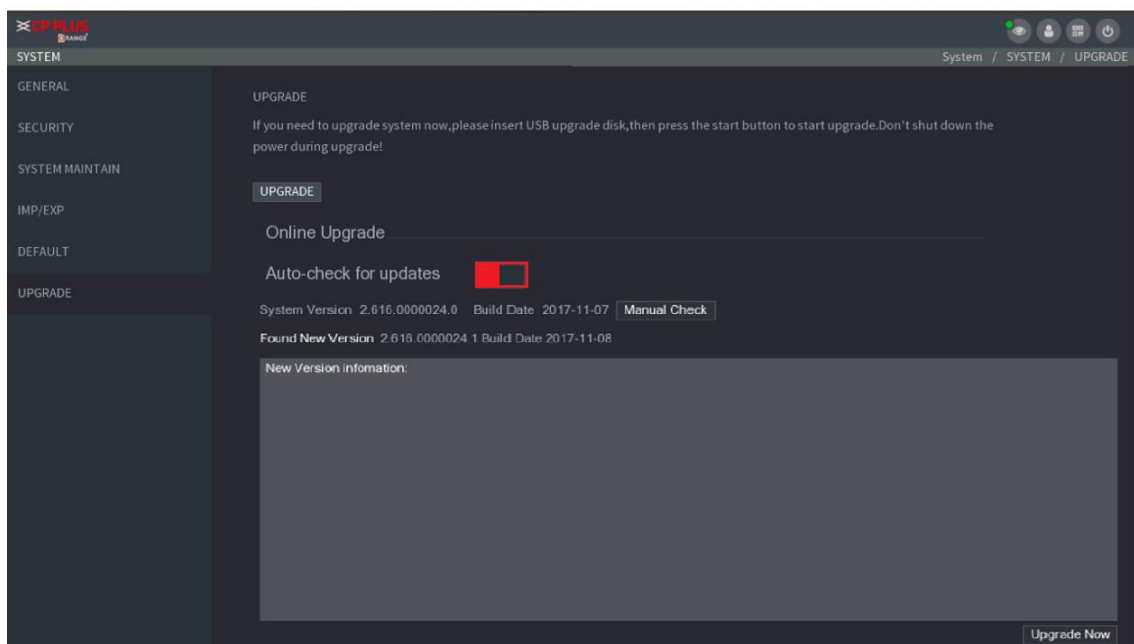 CP PLUS
ORANGE
SYSTEM
System / SYSTEM / UPGRADE
GENERAL
SECURITY
SYSTEM MAINTAIN
IMP/EXP
DEFAULT
UPGRADE
UPGRADE
If you need to upgrade system now,please insert USB upgrade disk,then press the start button to start upgrade.Don't shut down the
power during upgrade!
UPGRADE
Online Upgrade
Auto-check for updates
System Version 2.616.0000024.0 Build Date 2017-11-07 Manual Check
Found New Version 2.616.0000024.1 Build Date 2017-11-08
New Version infomation:
Upgrade Now